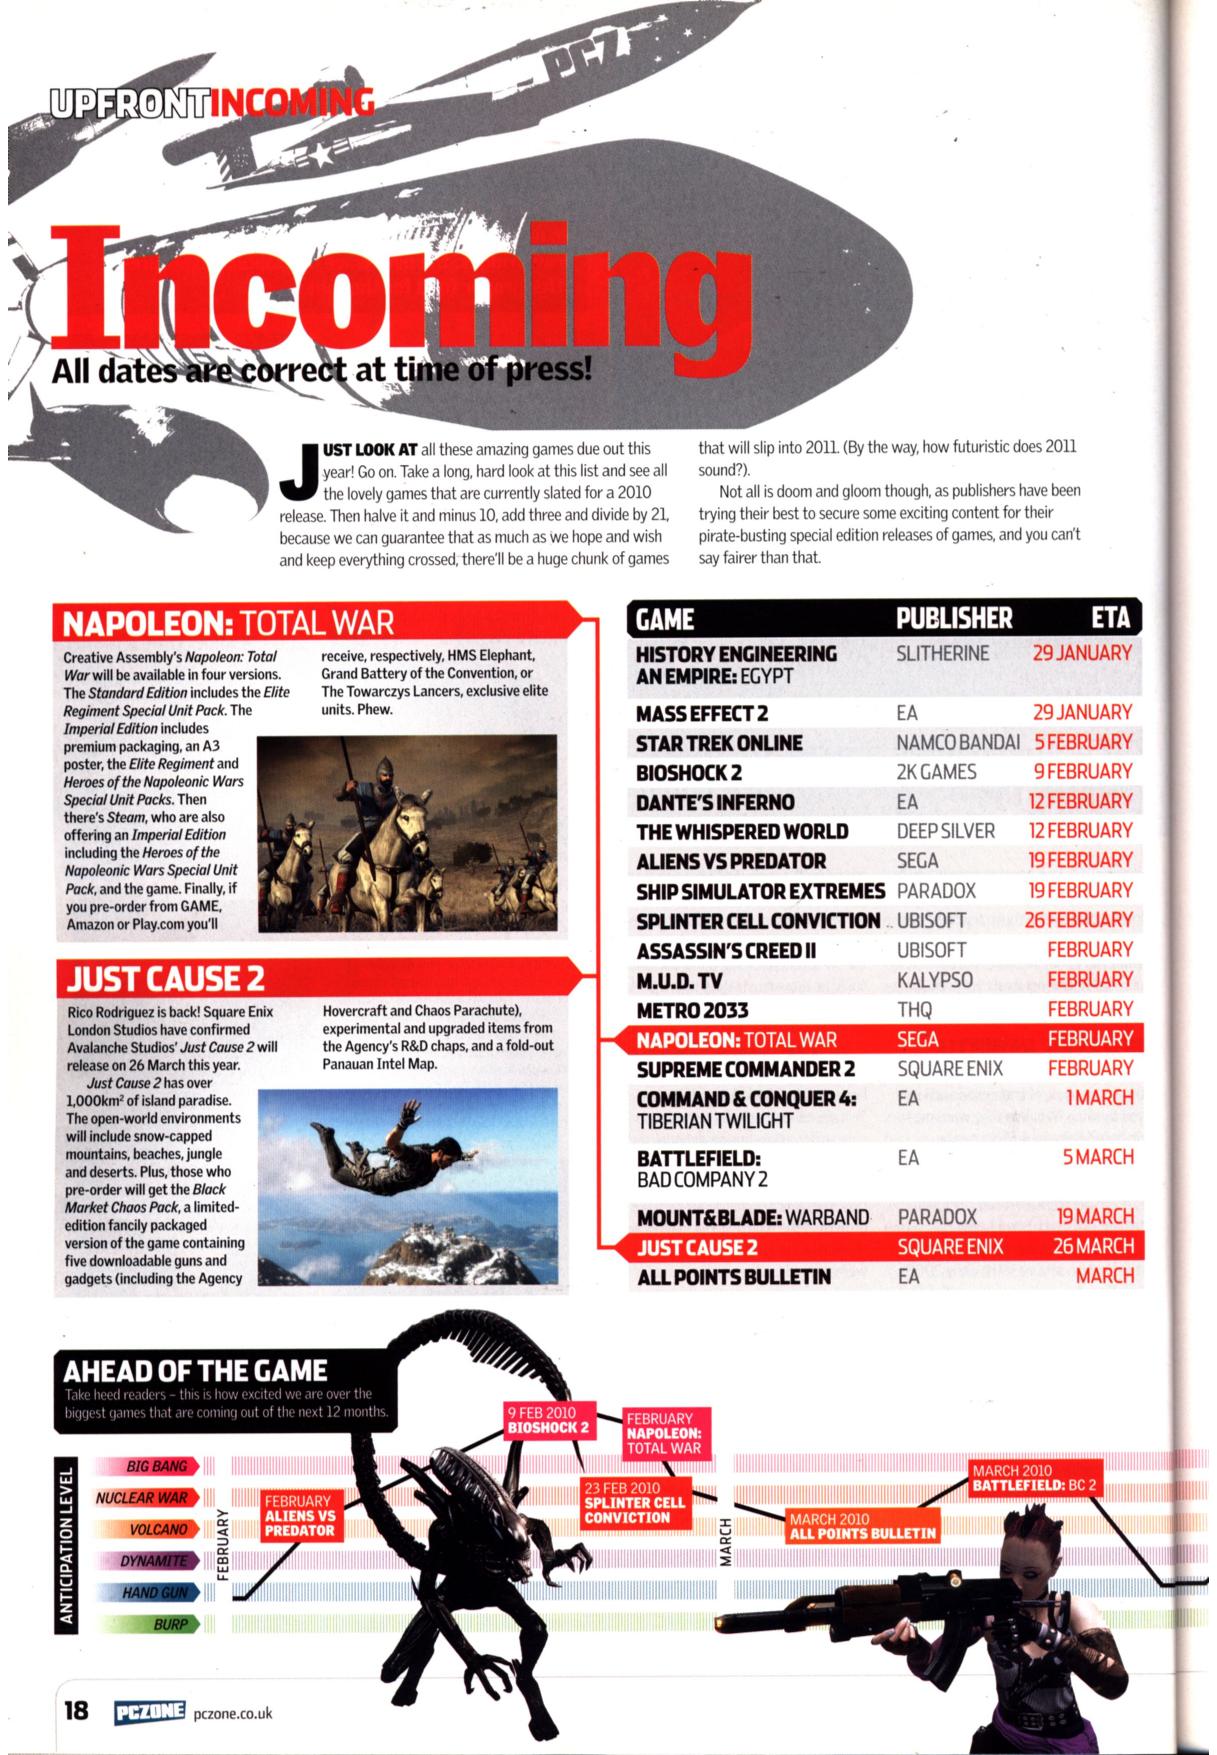 PCZ
UPFRONTINCOMING
Incoming
All dates are correct at time of press!
JUST LOOK AT all these amazing games due out this
year! Go on. Take a long, hard look at this list and see all
the lovely games that are currently slated for a 2010
release. Then halve it and minus 10, add three and divide by 21,
because we can guarantee that as much as we hope and wish
and keep everything crossed, there'll be a huge chunk of games
that will slip into 2011. (By the way, how futuristic does 2011
sound?).
Not all is doom and gloom though, as publishers have been
trying their best to secure some exciting content for their
pirate-busting special edition releases of games, and you can't
say fairer than that.
NAPOLEON: TOTAL WAR
Creative Assembly's Napoleon: Total
War will be available in four versions.
The Standard Edition includes the Elite
Regiment Special Unit Pack. The
Imperial Edition includes
premium packaging, an A3
poster, the Elite Regiment and
Heroes of the Napoleonic Wars
Special Unit Packs. Then
there's Steam, who are also
offering an Imperial Edition
including the Heroes of the
Napoleonic Wars Special Unit
Pack, and the game. Finally, if
you pre-order from GAME,
Amazon or Play.com you'll
receive, respectively, HMS Elephant,
Grand Battery of the Convention, or
The Towarczys Lancers, exclusive elite
units. Phew.
JUST CAUSE 2
Rico Rodriguez is back! Square Enix
London Studios have confirmed
Avalanche Studios' Just Cause 2 will
release on 26 March this year.
Just Cause 2 has over
1,000km² of island paradise.
The open-world environments
will include snow-capped
mountains, beaches, jungle
and deserts. Plus, those who
pre-order will get the Black
Market Chaos Pack, a limited-
edition fancily packaged
version of the game containing
five downloadable guns and
gadgets (including the Agency
Hovercraft and Chaos Parachute),
experimental and upgraded items from
the Agency's R&D chaps, and a fold-out
Panauan Intel Map.
GAME PUBLISHER ETA
HISTORY ENGINEERING SLITHERINE 29 JANUARY
AN EMPIRE: EGYPT
MASS EFFECT 2 EA 29 JANUARY
STAR TREK ONLINE NAMCO BANDAI 5 FEBRUARY
BIOSHOCK 2 2K GAMES 9 FEBRUARY
DANTE'S INFERNO EA 12 FEBRUARY
THE WHISPERED WORLD DEEP SILVER 12 FEBRUARY
ALIENS VS PREDATOR SEGA 19 FEBRUARY
SHIP SIMULATOR EXTREMES PARADOX 19 FEBRUARY
SPLINTER CELL CONVICTION UBISOFT 26 FEBRUARY
ASSASSIN'S CREED II UBISOFT FEBRUARY
M.U.D. TV KALYPSO FEBRUARY
METRO 2033 THQ FEBRUARY
NAPOLEON: TOTAL WAR SEGA FEBRUARY
SUPREME COMMANDER 2 SQUARE ENIX FEBRUARY
COMMAND & CONQUER 4: EA 1 MARCH
TIBERIAN TWILIGHT
BATTLEFIELD: EA 5 MARCH
BAD COMPANY 2
MOUNT&BLADE: WARBAND PARADOX 19 MARCH
JUST CAUSE 2 SQUARE ENIX 26 MARCH
ALL POINTS BULLETIN EA MARCH
AHEAD OF THE GAME
Take heed readers – this is how excited we are over the
biggest games that are coming out of the next 12 months.
ANTICIPATION LEVEL
BIG BANG
NUCLEAR WAR
VOLCANO
DYNAMITE
HAND GUN
BURP
FEBRUARY
FEBRUARY
ALIENS VS
PREDATOR
9 FEB 2010
BIOSHOCK 2
23 FEB 2010
SPLINTER CELL
CONVICTION
FEBRUARY
NAPOLEON:
TOTAL WAR
MARCH
MARCH 2010
ALL POINTS BULLETIN
MARCH 2010
BATTLEFIELD: BC 2
18 PCZONE pczone.co.uk